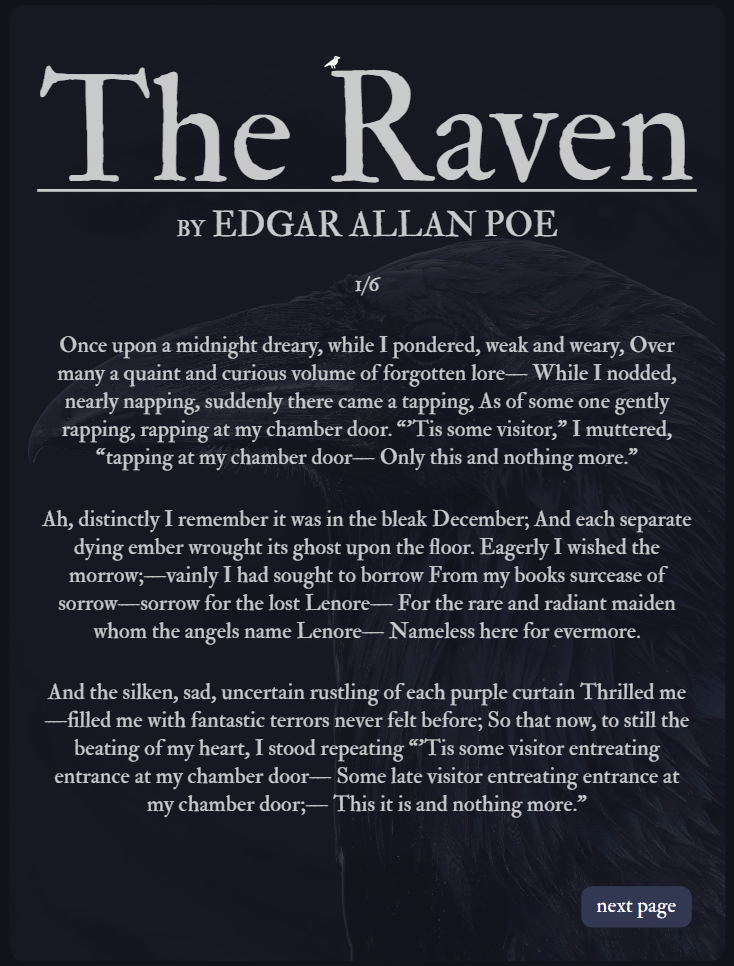 The Raven
BY EDGAR ALLAN POE
1/6
Once upon a midnight dreary, while I pondered, weak and weary, Over
many a quaint and curious volume of forgotten lore— While I nodded,
nearly napping, suddenly there came a tapping, As of some one gently
rapping, rapping at my chamber door. “’Tis some visitor,” I muttered,
“tapping at my chamber door— Only this and nothing more.”
Ah, distinctly I remember it was in the bleak December; And each separate
dying ember wrought its ghost upon the floor. Eagerly I wished the
morrow;—vainly I had sought to borrow From my books surcease of
sorrow—sorrow for the lost Lenore— For the rare and radiant maiden
whom the angels name Lenore— Nameless here for evermore.
And the silken, sad, uncertain rustling of each purple curtain Thrilled me
—filled me with fantastic terrors never felt before; So that now, to still the
beating of my heart, I stood repeating “’Tis some visitor entreating
entrance at my chamber door— Some late visitor entreating entrance at
my chamber door;— This it is and nothing more.”
next page